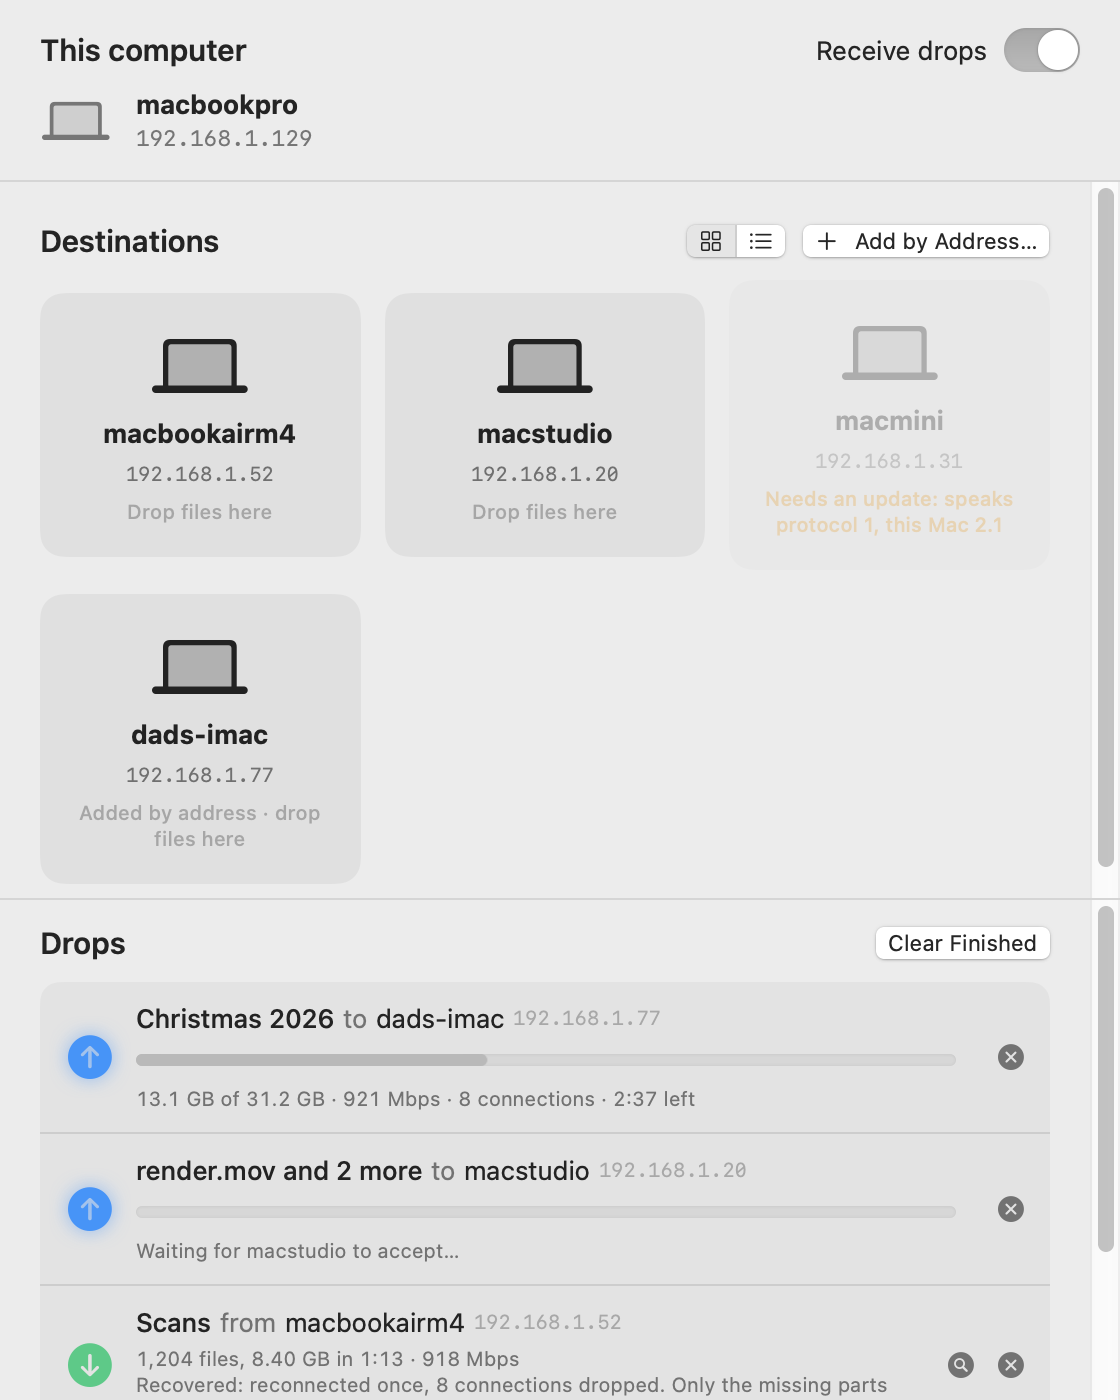 This computer
Receive drops
macbookpro
192.168.1.129
Destinations
Add by Address...
macbookairm4
192.168.1.52
Drop files here
macstudio
192.168.1.20
Drop files here
macmini
192.168.1.31
Needs an update: speaks
protocol 1, this Mac 2.1
dads-imac
192.168.1.77
Added by address · drop
files here
Drops
Clear Finished
Christmas 2026 to dads-imac 192.168.1.77
13.1 GB of 31.2 GB · 921 Mbps · 8 connections · 2:37 left
render.mov and 2 more to macstudio 192.168.1.20
Waiting for macstudio to accept...
Scans from macbookairm4 192.168.1.52
1,204 files, 8.40 GB in 1:13 · 918 Mbps
Recovered: reconnected once, 8 connections dropped. Only the missing parts